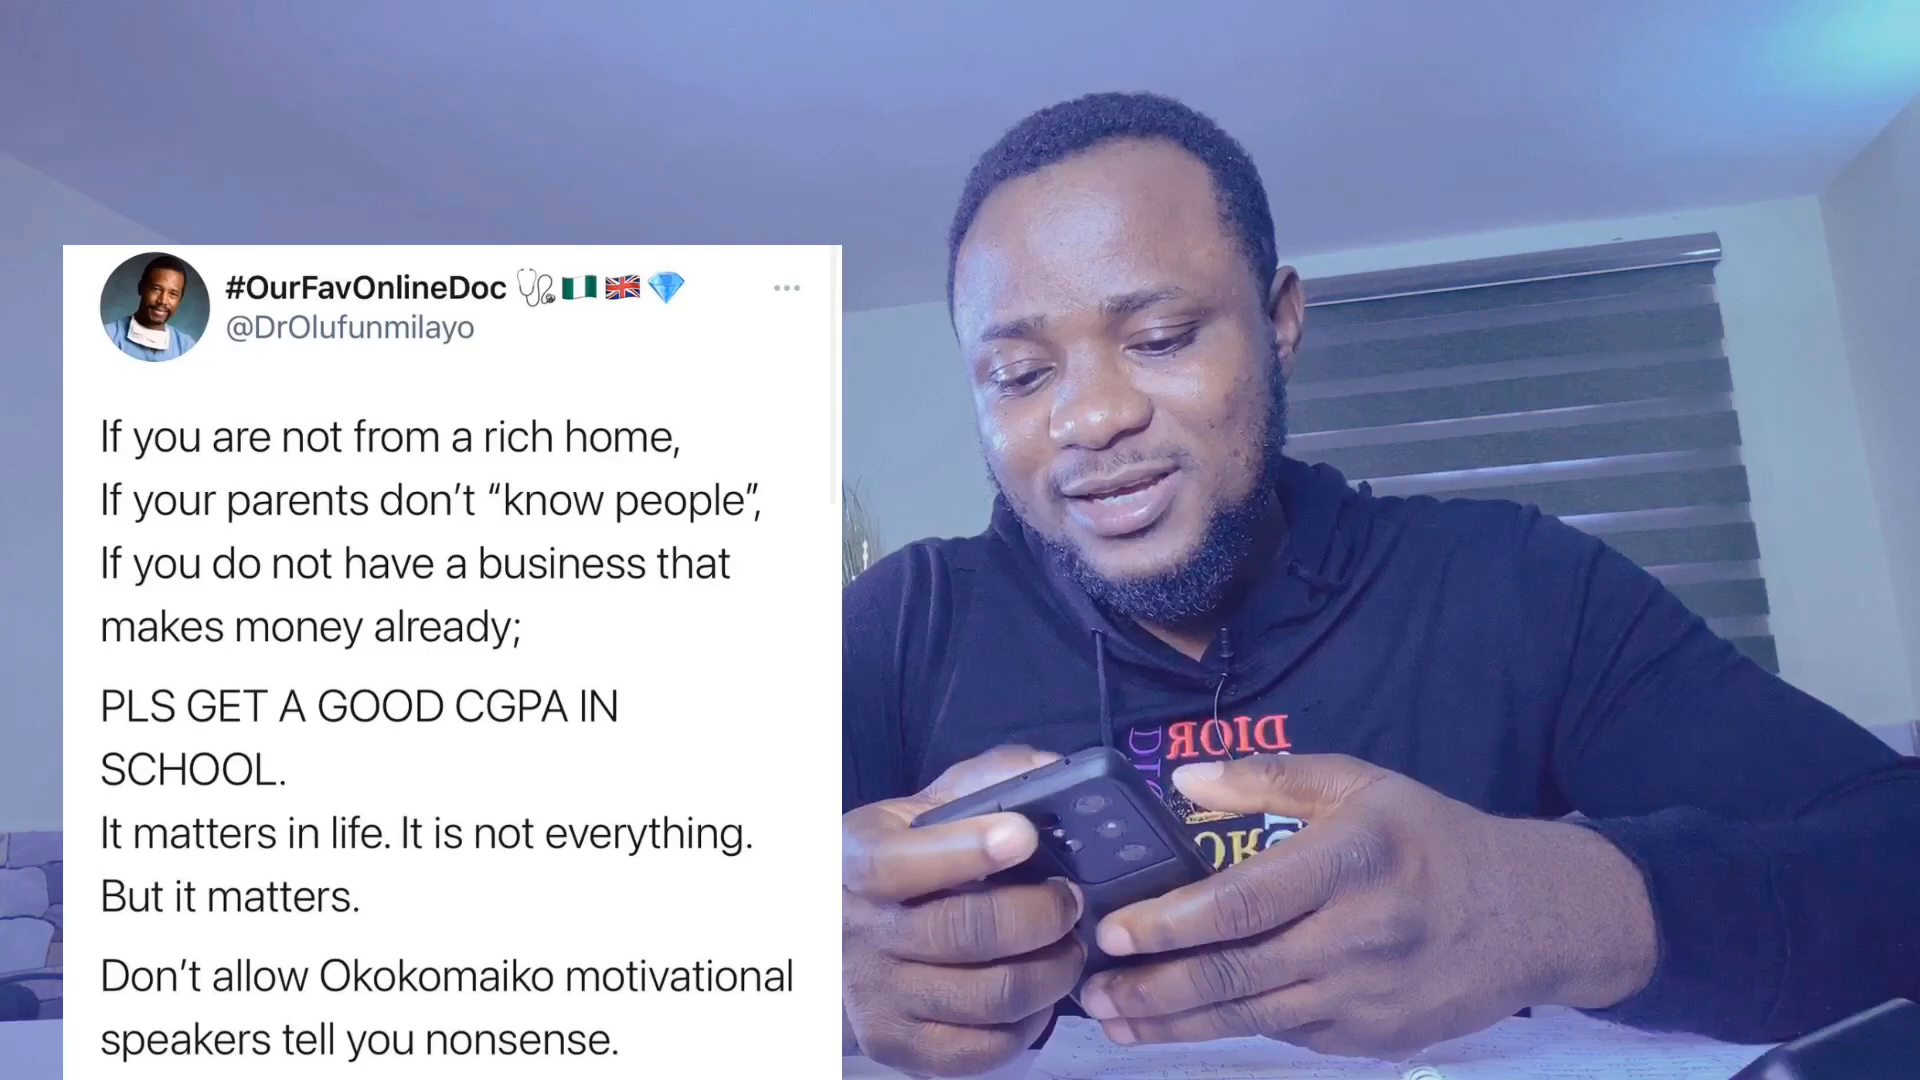 #OurFavOnlineDoc 🩺🇳🇬🇬🇧💎
@DrOlufunmilayo
If you are not from a rich home,
If your parents don’t “know people”,
If you do not have a business that
makes money already;
PLS GET A GOOD CGPA IN
SCHOOL.
It matters in life. It is not everything.
But it matters.
Don’t allow Okokomaiko motivational
speakers tell you nonsense.
DIOR